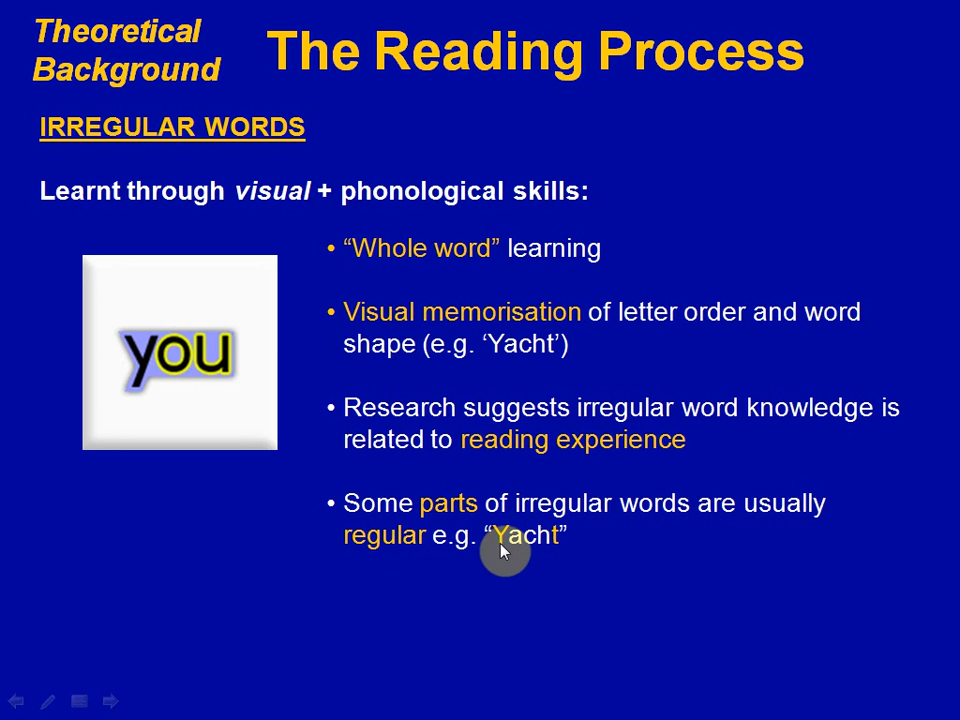 Theoretical
Background
The Reading Process
IRREGULAR WORDS
Learnt through visual + phonological skills:
• “Whole word” learning
you
• Visual memorisation of letter order and word
shape (e.g. ‘Yacht’)
• Research suggests irregular word knowledge is
related to reading experience
• Some parts of irregular words are usually
regular e.g. “Yacht”